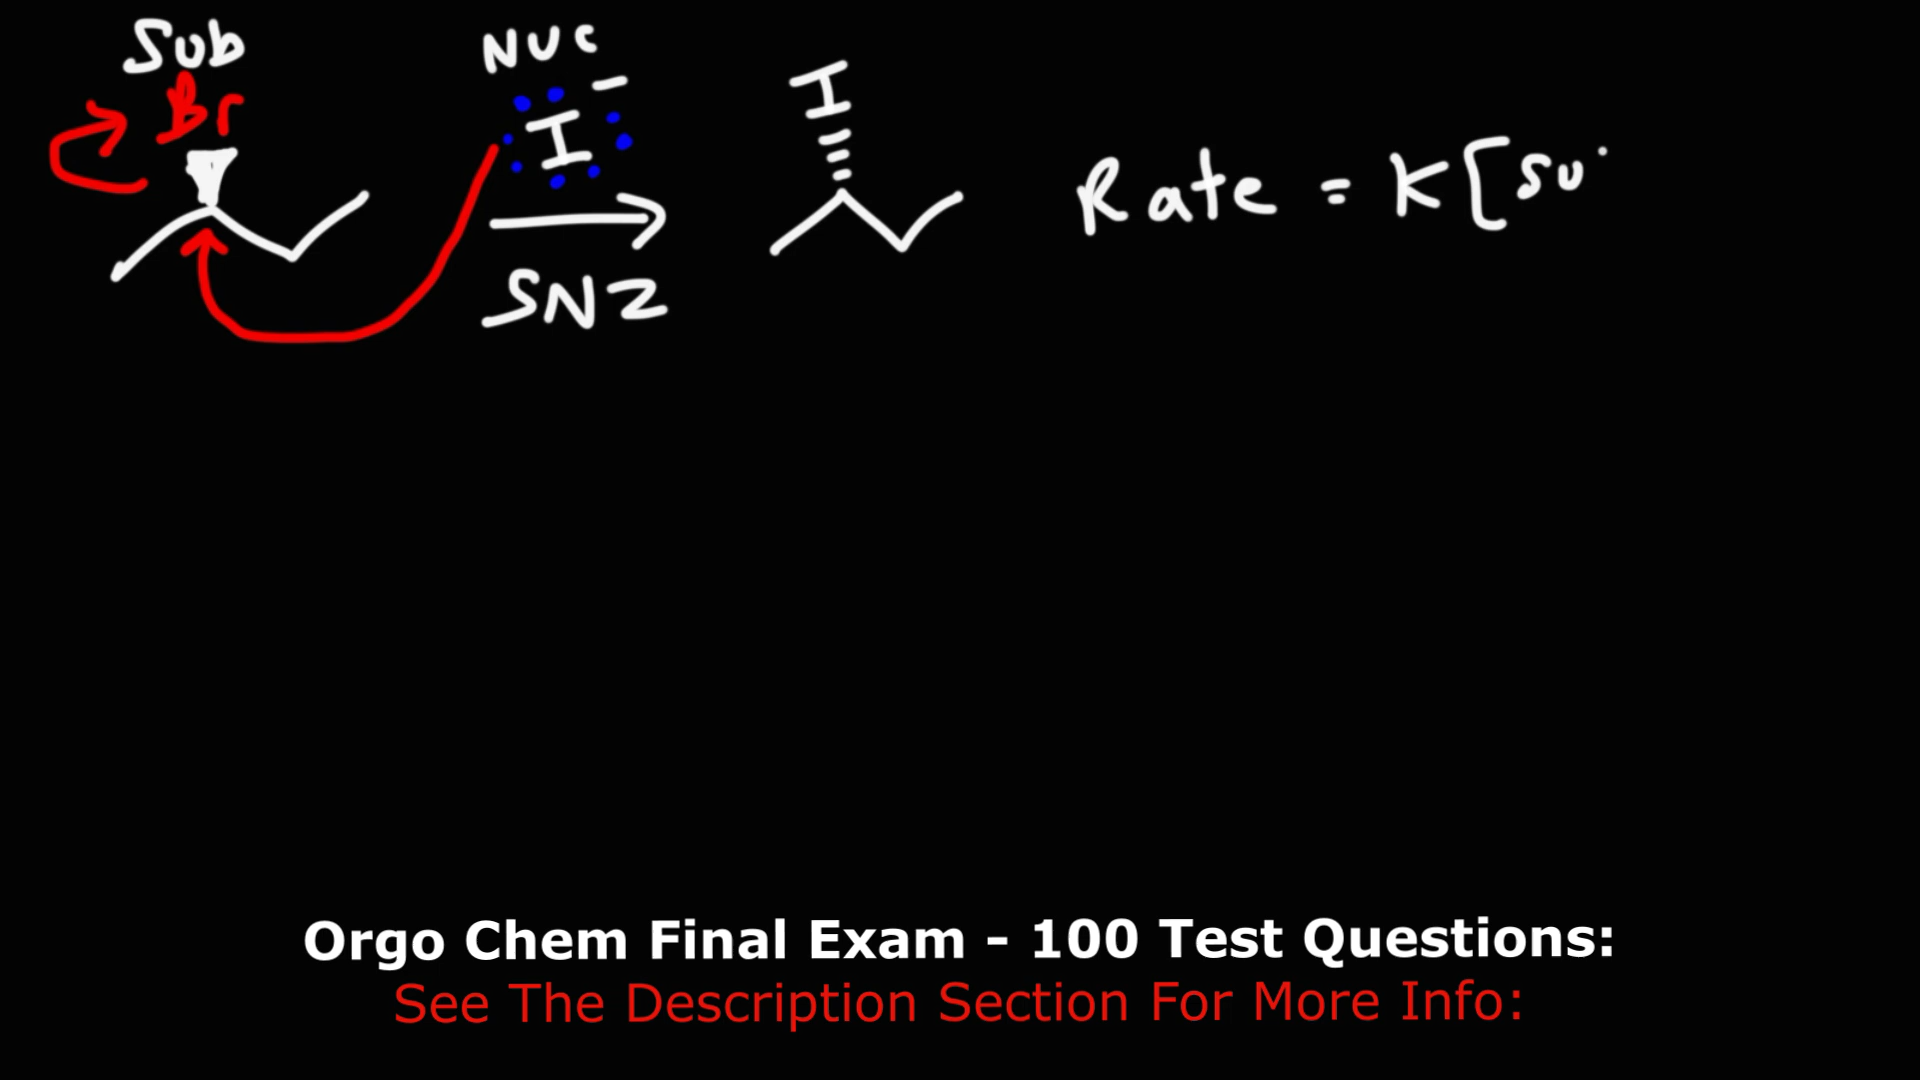 Sub
Nuc
Br
I⁻
I
Rate = K[Su
SN2
Orgo Chem Final Exam - 100 Test Questions:
See The Description Section For More Info: